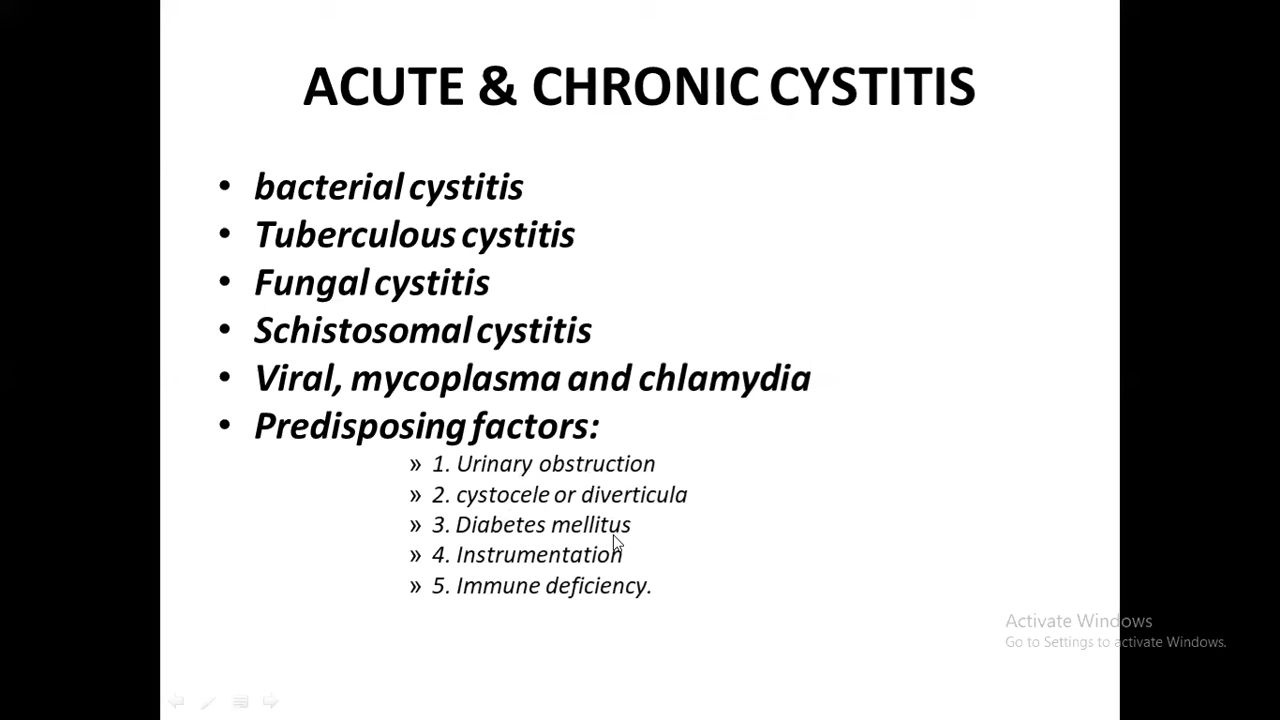 ACUTE & CHRONIC CYSTITIS
• bacterial cystitis
• Tuberculous cystitis
• Fungal cystitis
• Schistosomal cystitis
• Viral, mycoplasma and chlamydia
• Predisposing factors:
» 1. Urinary obstruction
» 2. cystocele or diverticula
» 3. Diabetes mellitus
» 4. Instrumentation
» 5. Immune deficiency.
Activate Windows
Go to Settings to activate Windows.